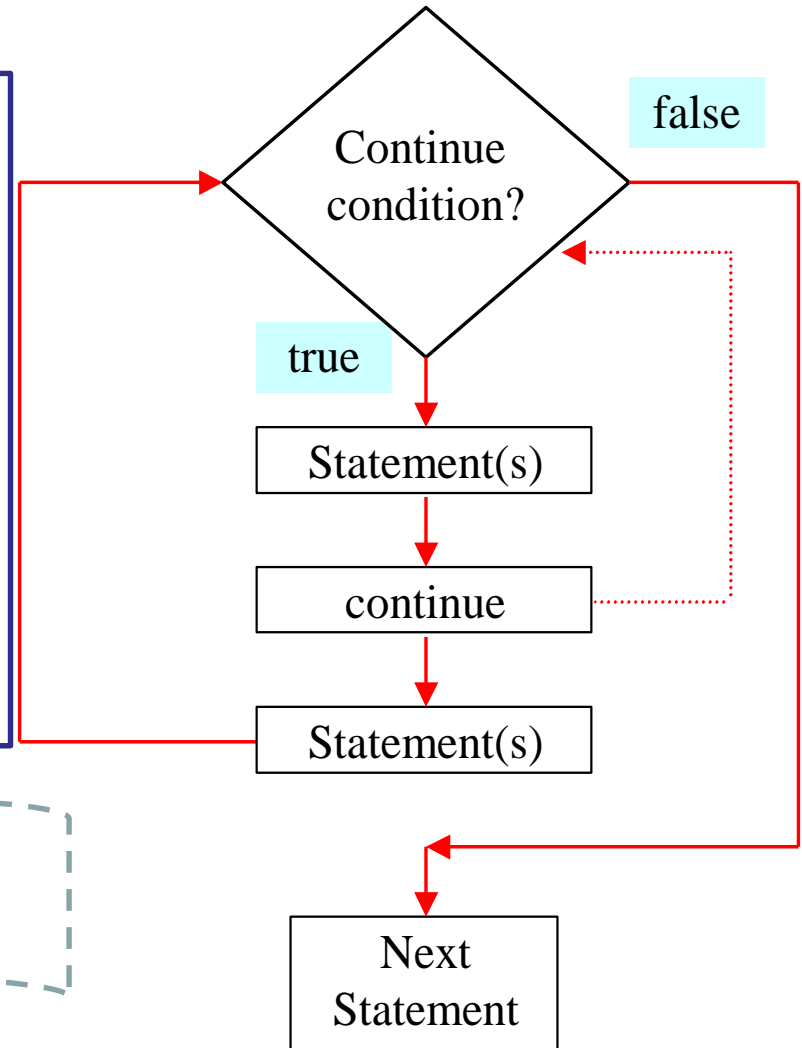 Continue
condition?
false
true
Statement(s)
continue
Statement(s)
Next
Statement